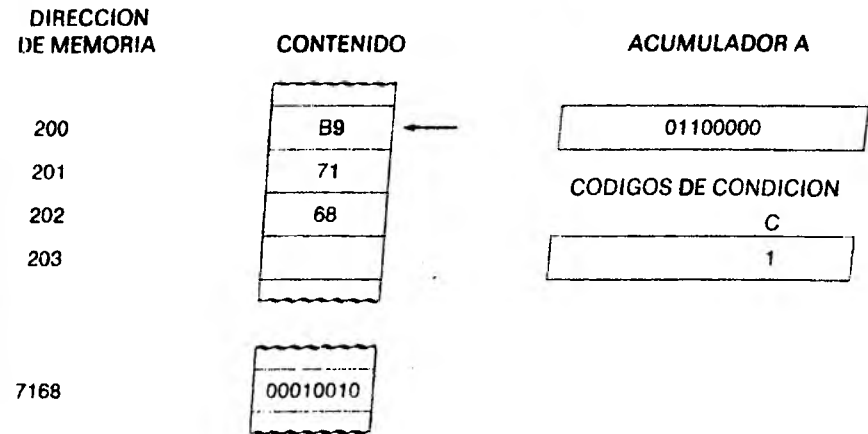 DIRECCION
DE MEMORIA
CONTENIDO
ACUMULADOR A
200
B9
01100000
201
71
CODIGOS DE CONDICION
202
68
C
203
1
7168
00010010